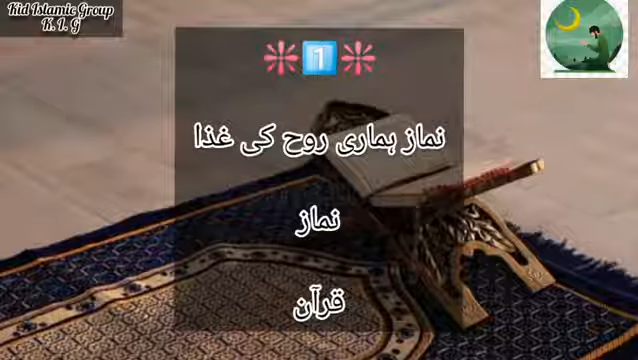 Kid Islamic Group
K. I. G
❇1️⃣❇
نماز ہماری روح کی غذا
نماز
قرآن